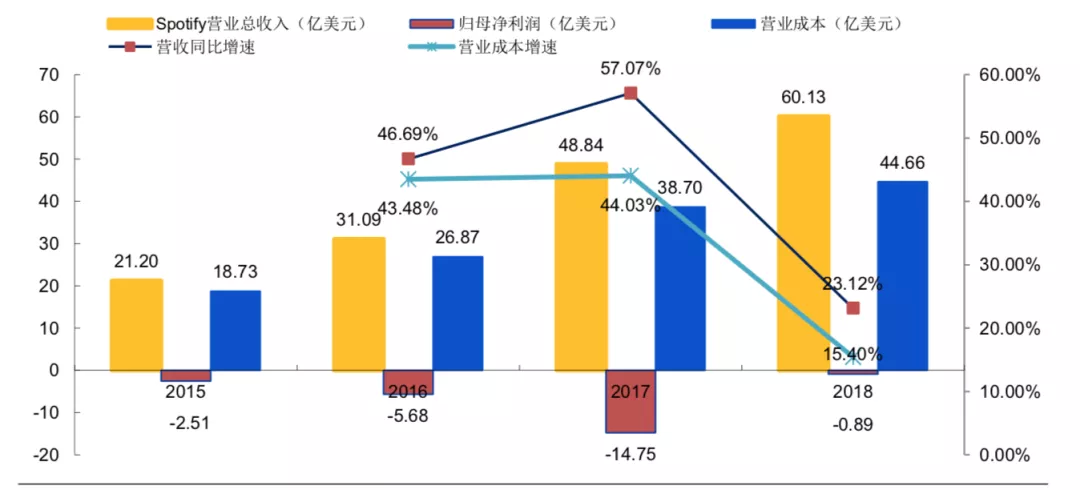 Spotify营业总收入（亿美元） 归母净利润（亿美元） 营业成本（亿美元）
营收同比增速 营业成本增速
70 57.07% 60.00%
60 60.13 50.00%
46.69%
50 48.84 44.66
40 43.48% 44.03% 38.70 40.00%
31.09
30 26.87 30.00%
21.20 18.73 23.12%
20 20.00%
10 15.40%
0 10.00%
2015 2016 2017 2018
-10 -2.51 -5.68 -0.89
-20 -14.75 0.00%